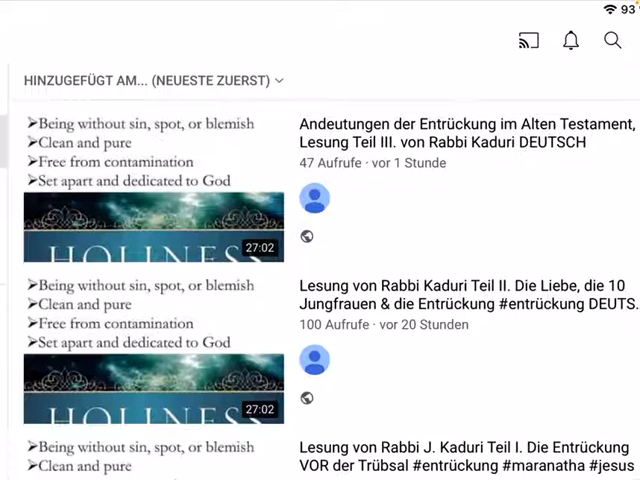 93
HINZUGEFÜGT AM... (NEUESTE ZUERST)
➢Being without sin, spot, or blemish
➢Clean and pure
➢Free from contamination
➢Set apart and dedicated to God
HOLINESS
27:02
Andeutungen der Entrückung im Alten Testament,
Lesung Teil III. von Rabbi Kaduri DEUTSCH
47 Aufrufe · vor 1 Stunde
➢Being without sin, spot, or blemish
➢Clean and pure
➢Free from contamination
➢Set apart and dedicated to God
HOLINESS
27:02
Lesung von Rabbi Kaduri Teil II. Die Liebe, die 10
Jungfrauen & die Entrückung #entrückung DEUTS.
100 Aufrufe · vor 20 Stunden
➢Being without sin, spot, or blemish
➢Clean and pure
Lesung von Rabbi J. Kaduri Teil I. Die Entrückung
VOR der Trübsal #entrückung #maranatha #jesus